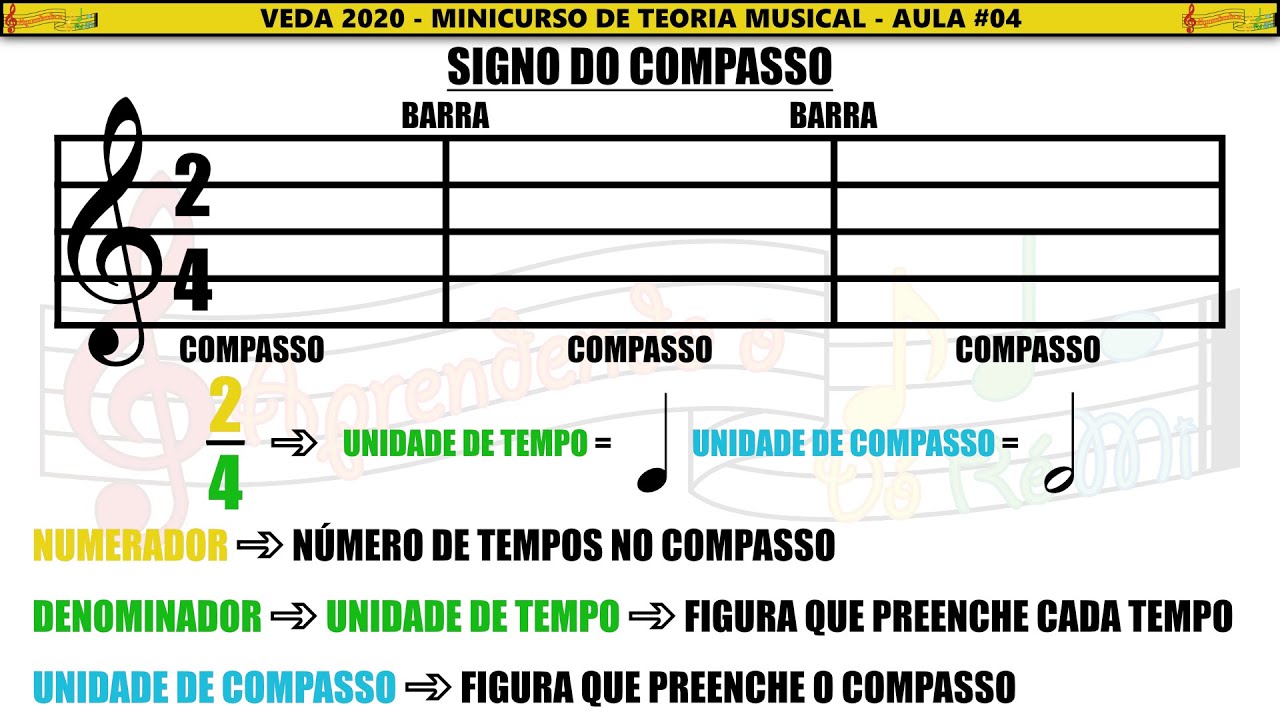 VEDA 2020 - MINICURSO DE TEORIA MUSICAL - AULA #04
SIGNO DO COMPASSO
BARRA BARRA
2
4
COMPASSO COMPASSO COMPASSO
2
4
UNIDADE DE TEMPO = UNIDADE DE COMPASSO =
Aprendendo o
Dó Ré Mi
NUMERADOR ⇨ NÚMERO DE TEMPOS NO COMPASSO
DENOMINADOR ⇨ UNIDADE DE TEMPO ⇨ FIGURA QUE PREENCHE CADA TEMPO
UNIDADE DE COMPASSO ⇨ FIGURA QUE PREENCHE O COMPASSO